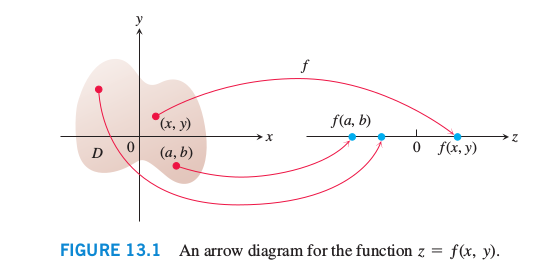 y
f
(x, y)
f(a, b)
x
z
D
0
(a, b)
0
f(x, y)
FIGURE 13.1 An arrow diagram for the function z = f(x, y).